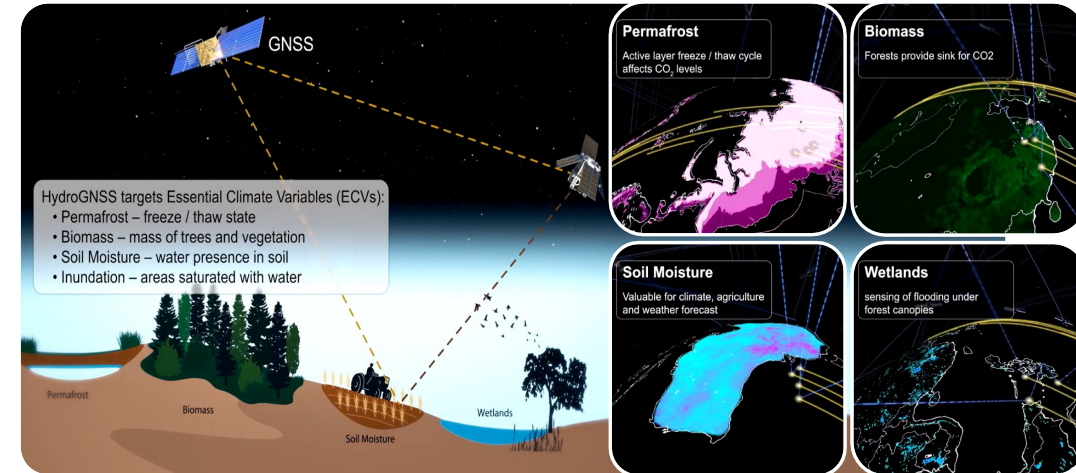 GNSS
HydroGNSS targets Essential Climate Variables (ECVs):
• Permafrost – freeze / thaw state
• Biomass – mass of trees and vegetation
• Soil Moisture – water presence in soil
• Inundation – areas saturated with water
Permafrost
Biomass
Soil Moisture
Wetlands
Permafrost
Active layer freeze / thaw cycle
affects CO₂ levels
Biomass
Forests provide sink for CO2
Soil Moisture
Valuable for climate, agriculture
and weather forecast
Wetlands
sensing of flooding under
forest canopies